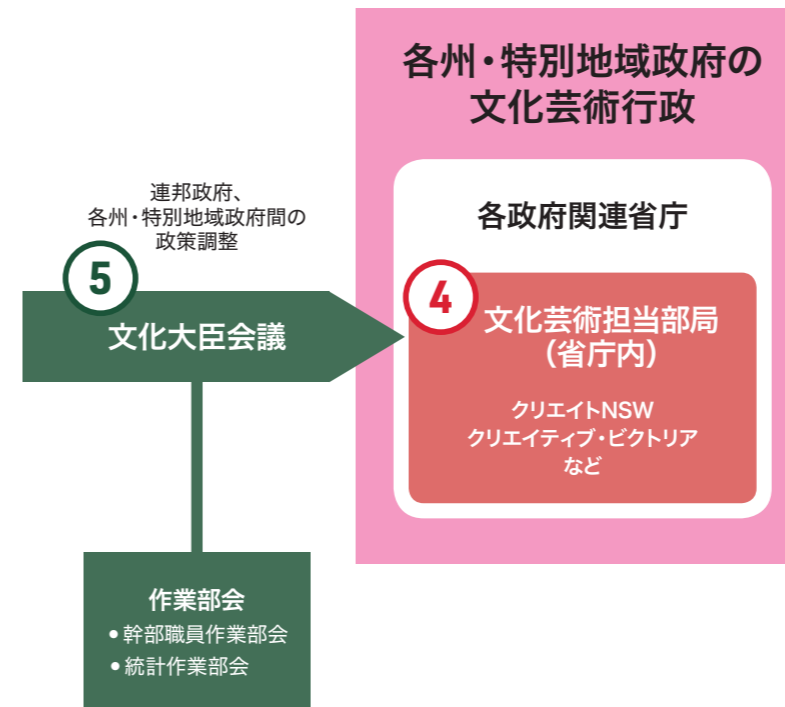 各州・特別地域政府の
文化芸術行政
連邦政府、
各州・特別地域政府間の
政策調整
各政府関連省庁
5
文化大臣会議
4
文化芸術担当部局
（省庁内）
クリエイトNSW
クリエイティブ・ビクトリア
など
作業部会
• 幹部職員作業部会
• 統計作業部会